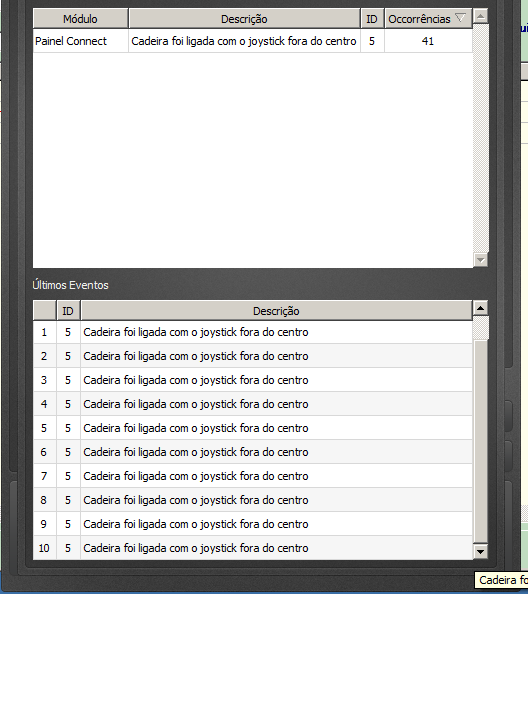 Módulo Descrição ID Occorrências
Painel Connect Cadeira foi ligada com o joystick fora do centro 5 41
Últimos Eventos
ID Descrição
1 5 Cadeira foi ligada com o joystick fora do centro
2 5 Cadeira foi ligada com o joystick fora do centro
3 5 Cadeira foi ligada com o joystick fora do centro
4 5 Cadeira foi ligada com o joystick fora do centro
5 5 Cadeira foi ligada com o joystick fora do centro
6 5 Cadeira foi ligada com o joystick fora do centro
7 5 Cadeira foi ligada com o joystick fora do centro
8 5 Cadeira foi ligada com o joystick fora do centro
9 5 Cadeira foi ligada com o joystick fora do centro
10 5 Cadeira foi ligada com o joystick fora do centro
Cadeira fo